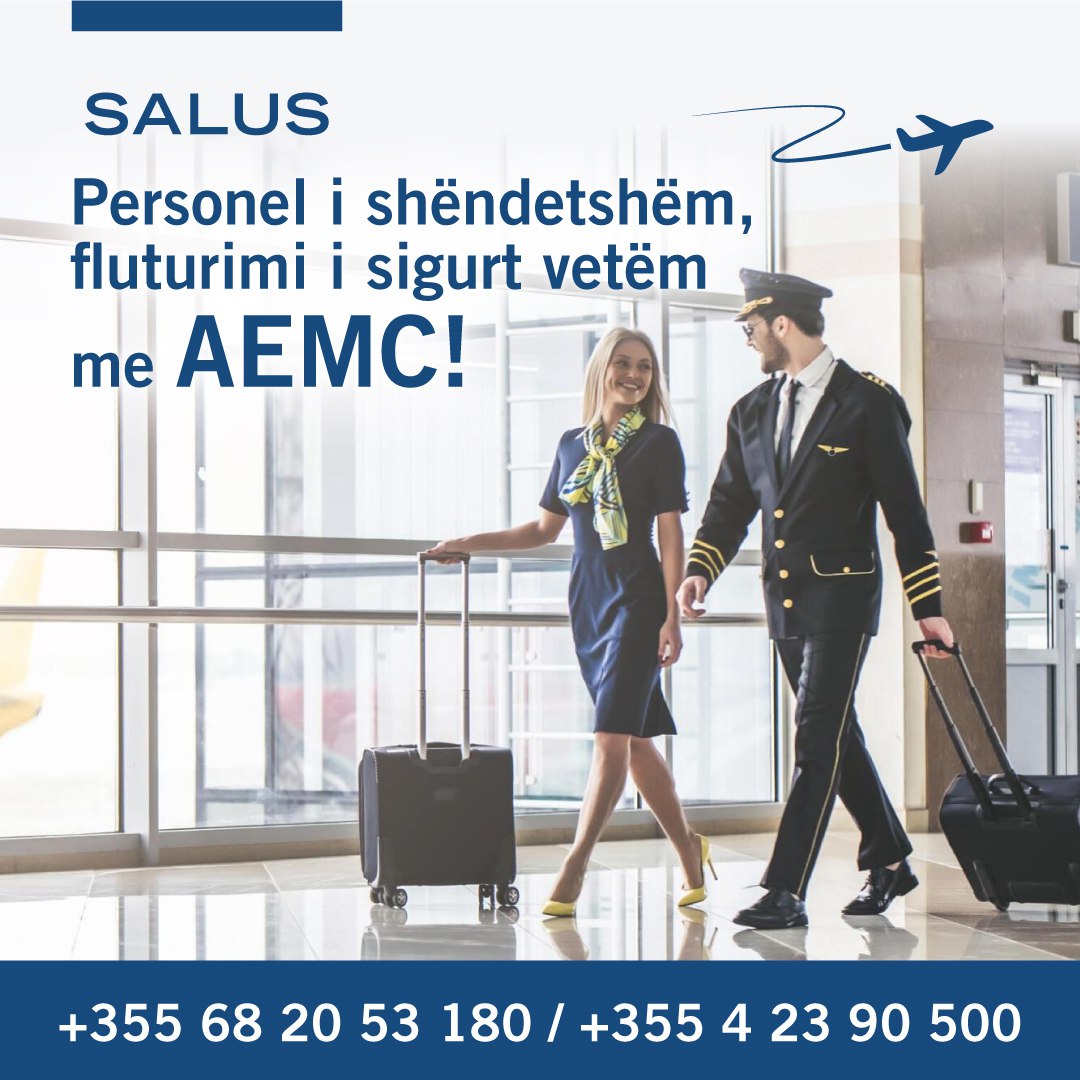 SALUS
Personel i shëndetshëm,
fluturimi i sigurt vetëm
me AEMC!
+355 68 20 53 180 / +355 4 23 90 500